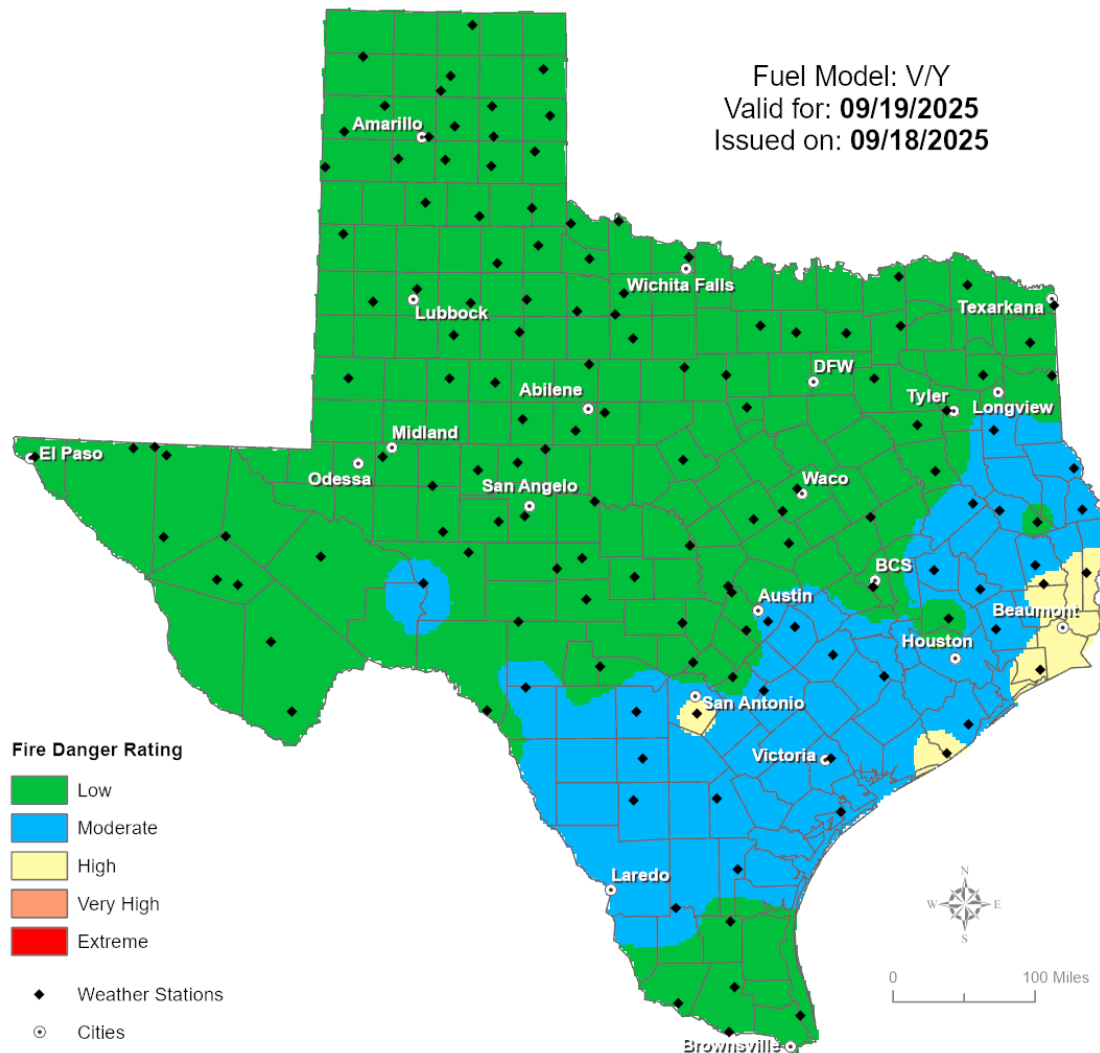 Fuel Model: V/Y
Valid for: 09/19/2025
Issued on: 09/18/2025
Amarillo
Wichita Falls
Lubbock
Texarkana
DFW
Abilene
Tyler
Longview
Midland
El Paso
Odessa
San Angelo
Waco
BCS
Austin
Beaumont
Houston
San Antonio
Victoria
Laredo
Brownsville
Fire Danger Rating
Low
Moderate
High
Very High
Extreme
Weather Stations
Cities
N
W E
S
0 100 Miles